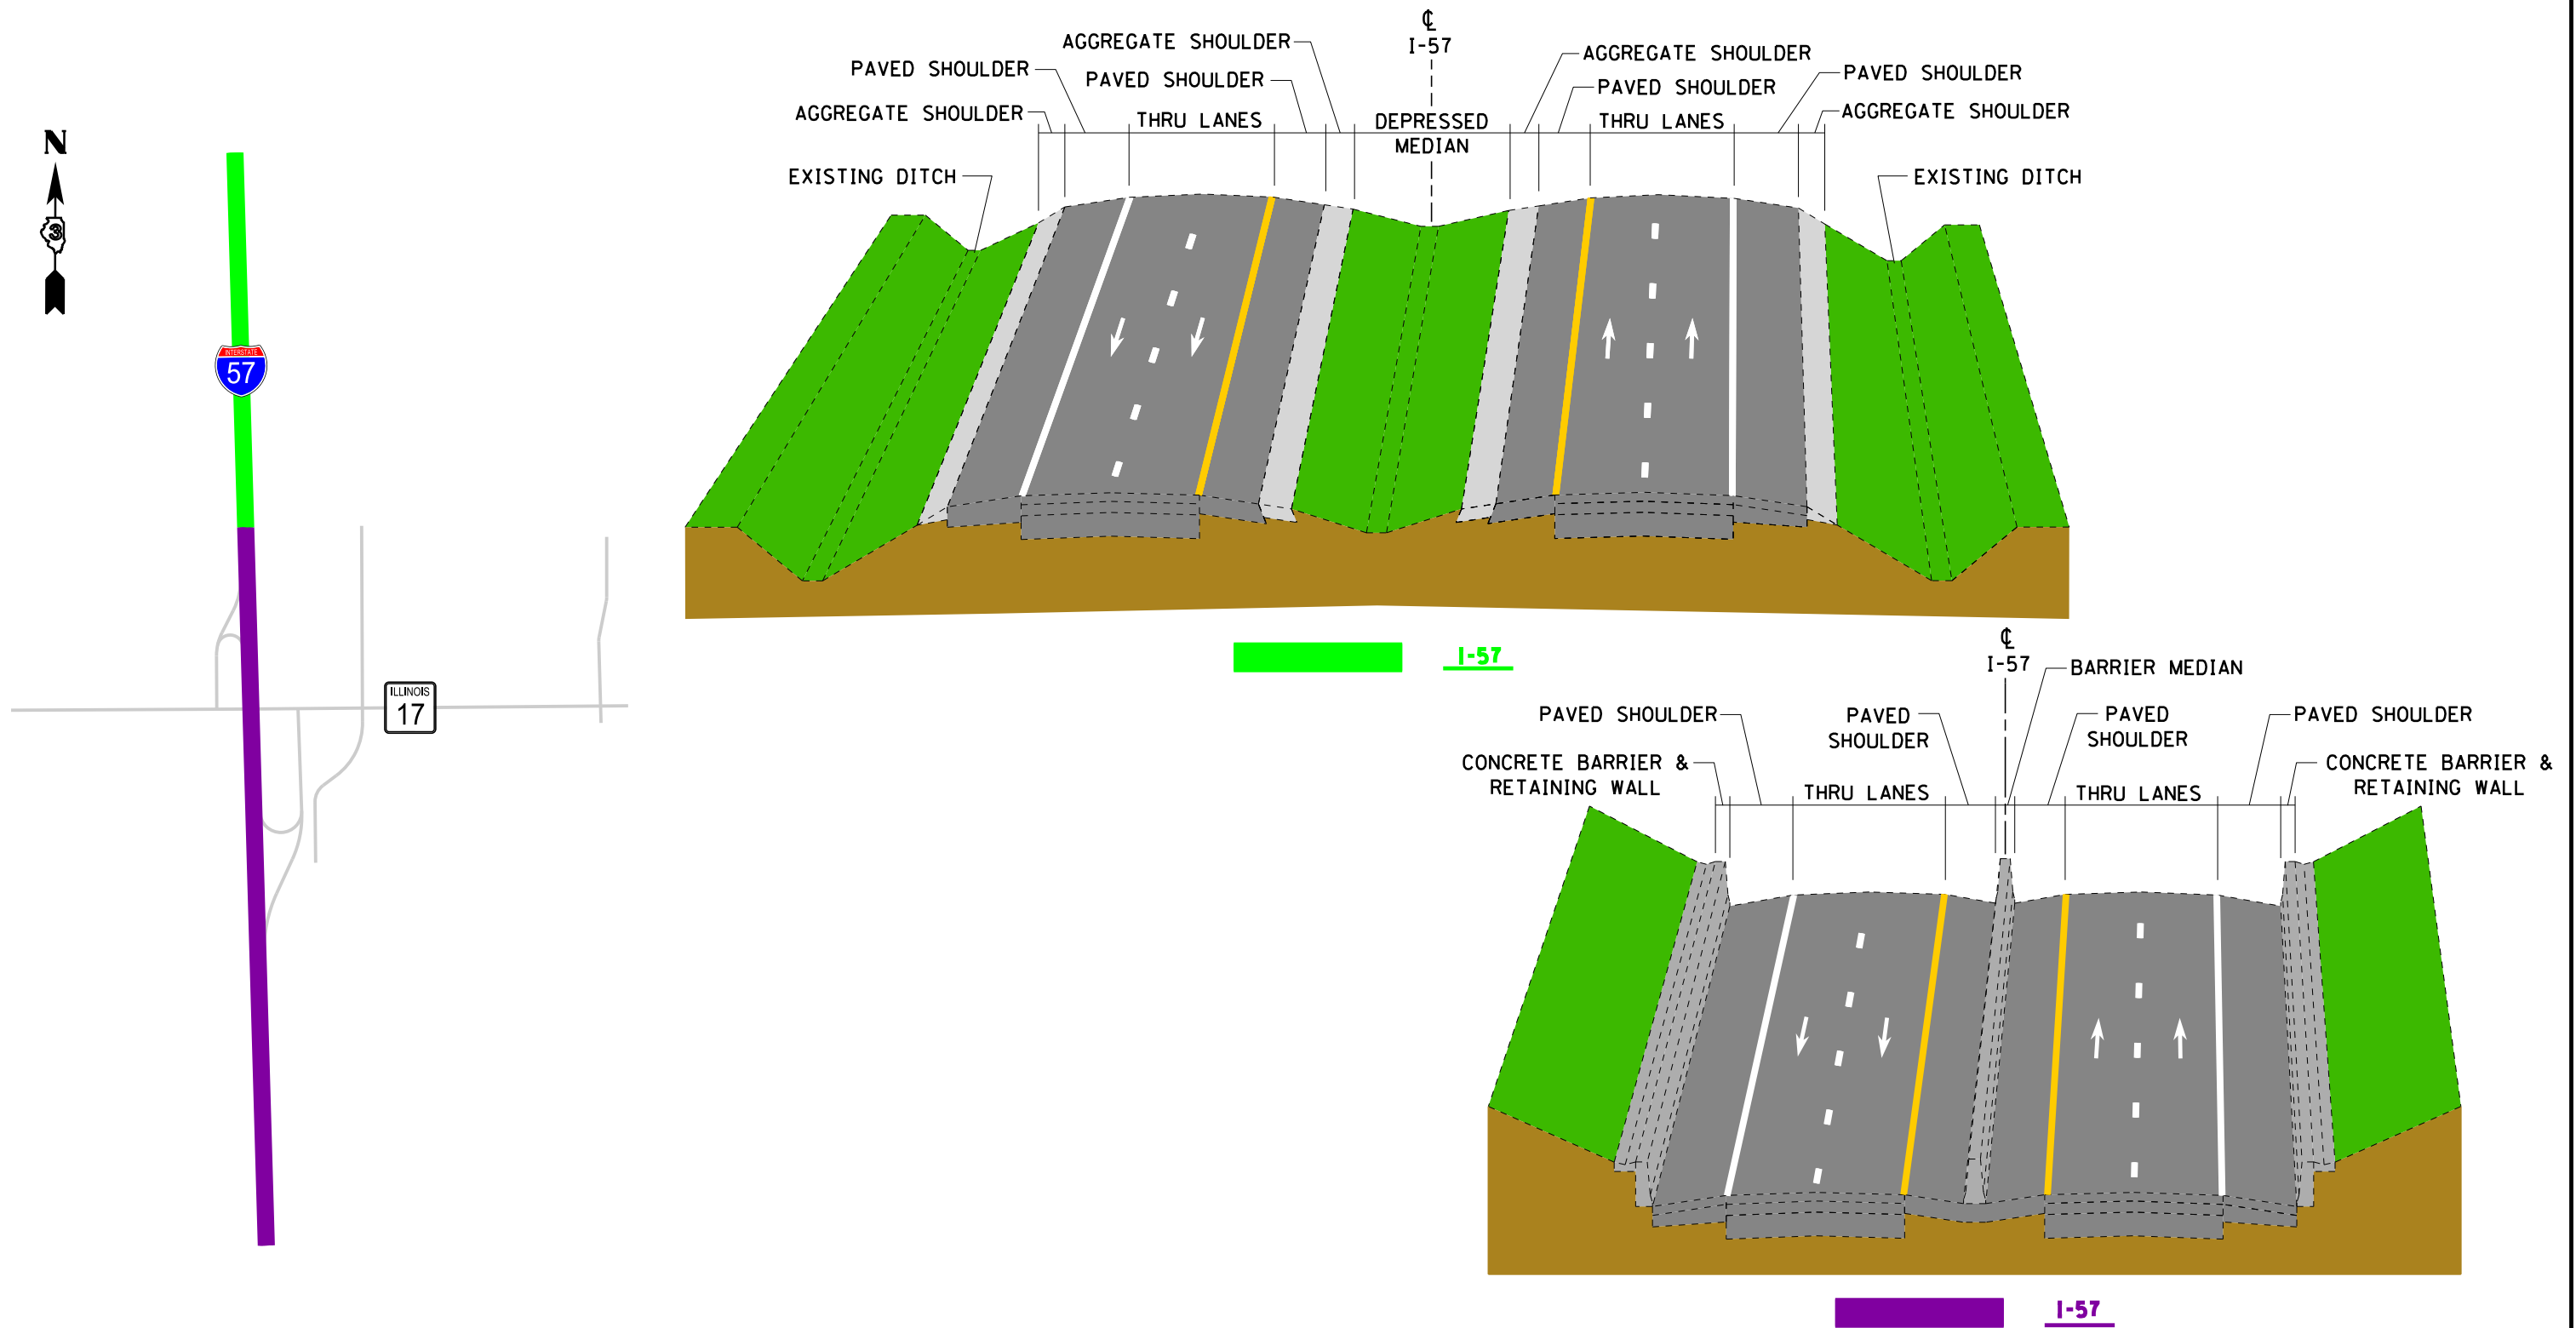 N
3
INTERSTATE
57
ILLINOIS
17
℄
I-57
AGGREGATE SHOULDER
PAVED SHOULDER
PAVED SHOULDER
AGGREGATE SHOULDER
THRU LANES
DEPRESSED
MEDIAN
AGGREGATE SHOULDER
PAVED SHOULDER
PAVED SHOULDER
THRU LANES
AGGREGATE SHOULDER
EXISTING DITCH
EXISTING DITCH
I-57
℄
I-57
BARRIER MEDIAN
PAVED SHOULDER
PAVED
SHOULDER
PAVED
SHOULDER
PAVED SHOULDER
CONCRETE BARRIER &
RETAINING WALL
THRU LANES
THRU LANES
CONCRETE BARRIER &
RETAINING WALL
I-57